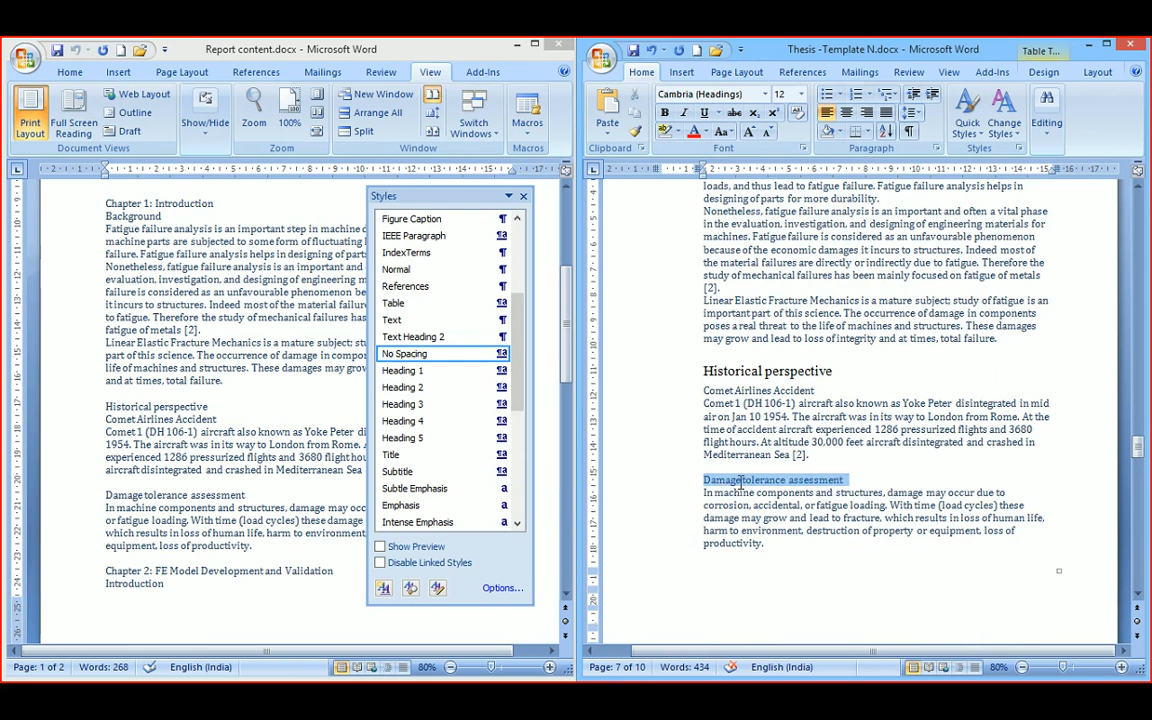 Report content.docx - Microsoft Word
Home Insert Page Layout References Mailings Review View Add-Ins
Print Layout
Full Screen Reading
Web Layout
Outline
Draft
Document Views
Show/Hide
Zoom
100%
Zoom
New Window
Arrange All
Split
Switch Windows
Window
Macros
Macros
Chapter 1: Introduction
Background
Fatigue failure analysis is an important step in machine d
machine parts are subjected to some form of fluctuating l
failure. Fatigue failure analysis helps in designing of part
Nonetheless, fatigue failure analysis is an important and
evaluation, investigation, and designing of engineering m
failure is considered as an unfavourable phenomenon
it incurs to structures. Indeed most of the material failur
to fatigue. Therefore the study of mechanical failures has
fatigue of metals [2].
Linear Elastic Fracture Mechanics is a mature subject: stu
part of this science. The occurrence of damage in compo
life of machines and structures. These damages may grow
and at times, total failure.
Historical perspective
Comet Airlines Accident
Comet 1 (DH 106-1) aircraft also known as Yoke Peter di
1954. The aircraft was in its way to London from Rome. A
experienced 1286 pressurized flights and 3680 flight hou
aircraft disintegrated and crashed in Mediterranean Sea
Damage tolerance assessment
In machine components and structures, damage may occ
or fatigue loading. With time (load cycles) these damage
which results in loss of human life, harm to environment
equipment, loss of productivity.
Chapter 2: FE Model Development and Validation
Introduction
Styles
Figure Caption
IEEE Paragraph
IndexTerms
Normal
References
Table
Text
Text Heading 2
No Spacing
Heading 1
Heading 2
Heading 3
Heading 4
Heading 5
Title
Subtitle
Subtle Emphasis
Emphasis
Intense Emphasis
Show Preview
Disable Linked Styles
Options...
Page: 1 of 2 Words: 268 English (India) 80%
Thesis -Template N.docx - Microsoft Word
Table T...
Home Insert Page Layout References Mailings Review View Add-Ins Design Layout
Paste
Clipboard
Cambria (Headings) 12
Font
Paragraph
Quick Styles
Change Styles
Styles
Editing
loads, and thus lead to fatigue failure. Fatigue failure analysis helps in
designing of parts for more durability.
Nonetheless, fatigue failure analysis is an important and often a vital phase
in the evaluation, investigation, and designing of engineering materials for
machines. Fatigue failure is considered as an unfavourable phenomenon
because of the economic damages it incurs to structures. Indeed most of
the material failures are directly or indirectly due to fatigue. Therefore the
study of mechanical failures has been mainly focused on fatigue of metals
[2].
Linear Elastic Fracture Mechanics is a mature subject: study of fatigue is an
important part of this science. The occurrence of damage in components
poses a real threat to the life of machines and structures. These damages
may grow and lead to loss of integrity and at times, total failure.
Historical perspective
Comet Airlines Accident
Comet 1 (DH 106-1) aircraft also known as Yoke Peter disintegrated in mid
air on Jan 10 1954. The aircraft was in its way to London from Rome. At the
time of accident aircraft experienced 1286 pressurized flights and 3680
flight hours. At altitude 30,000 feet aircraft disintegrated and crashed in
Mediterranean Sea [2].
Damage tolerance assessment
In machine components and structures, damage may occur due to
corrosion, accidental, or fatigue loading. With time (load cycles) these
damage may grow and lead to fracture, which results in loss of human life,
harm to environment, destruction of property or equipment, loss of
productivity.
Page: 7 of 10 Words: 434 English (India) 80%